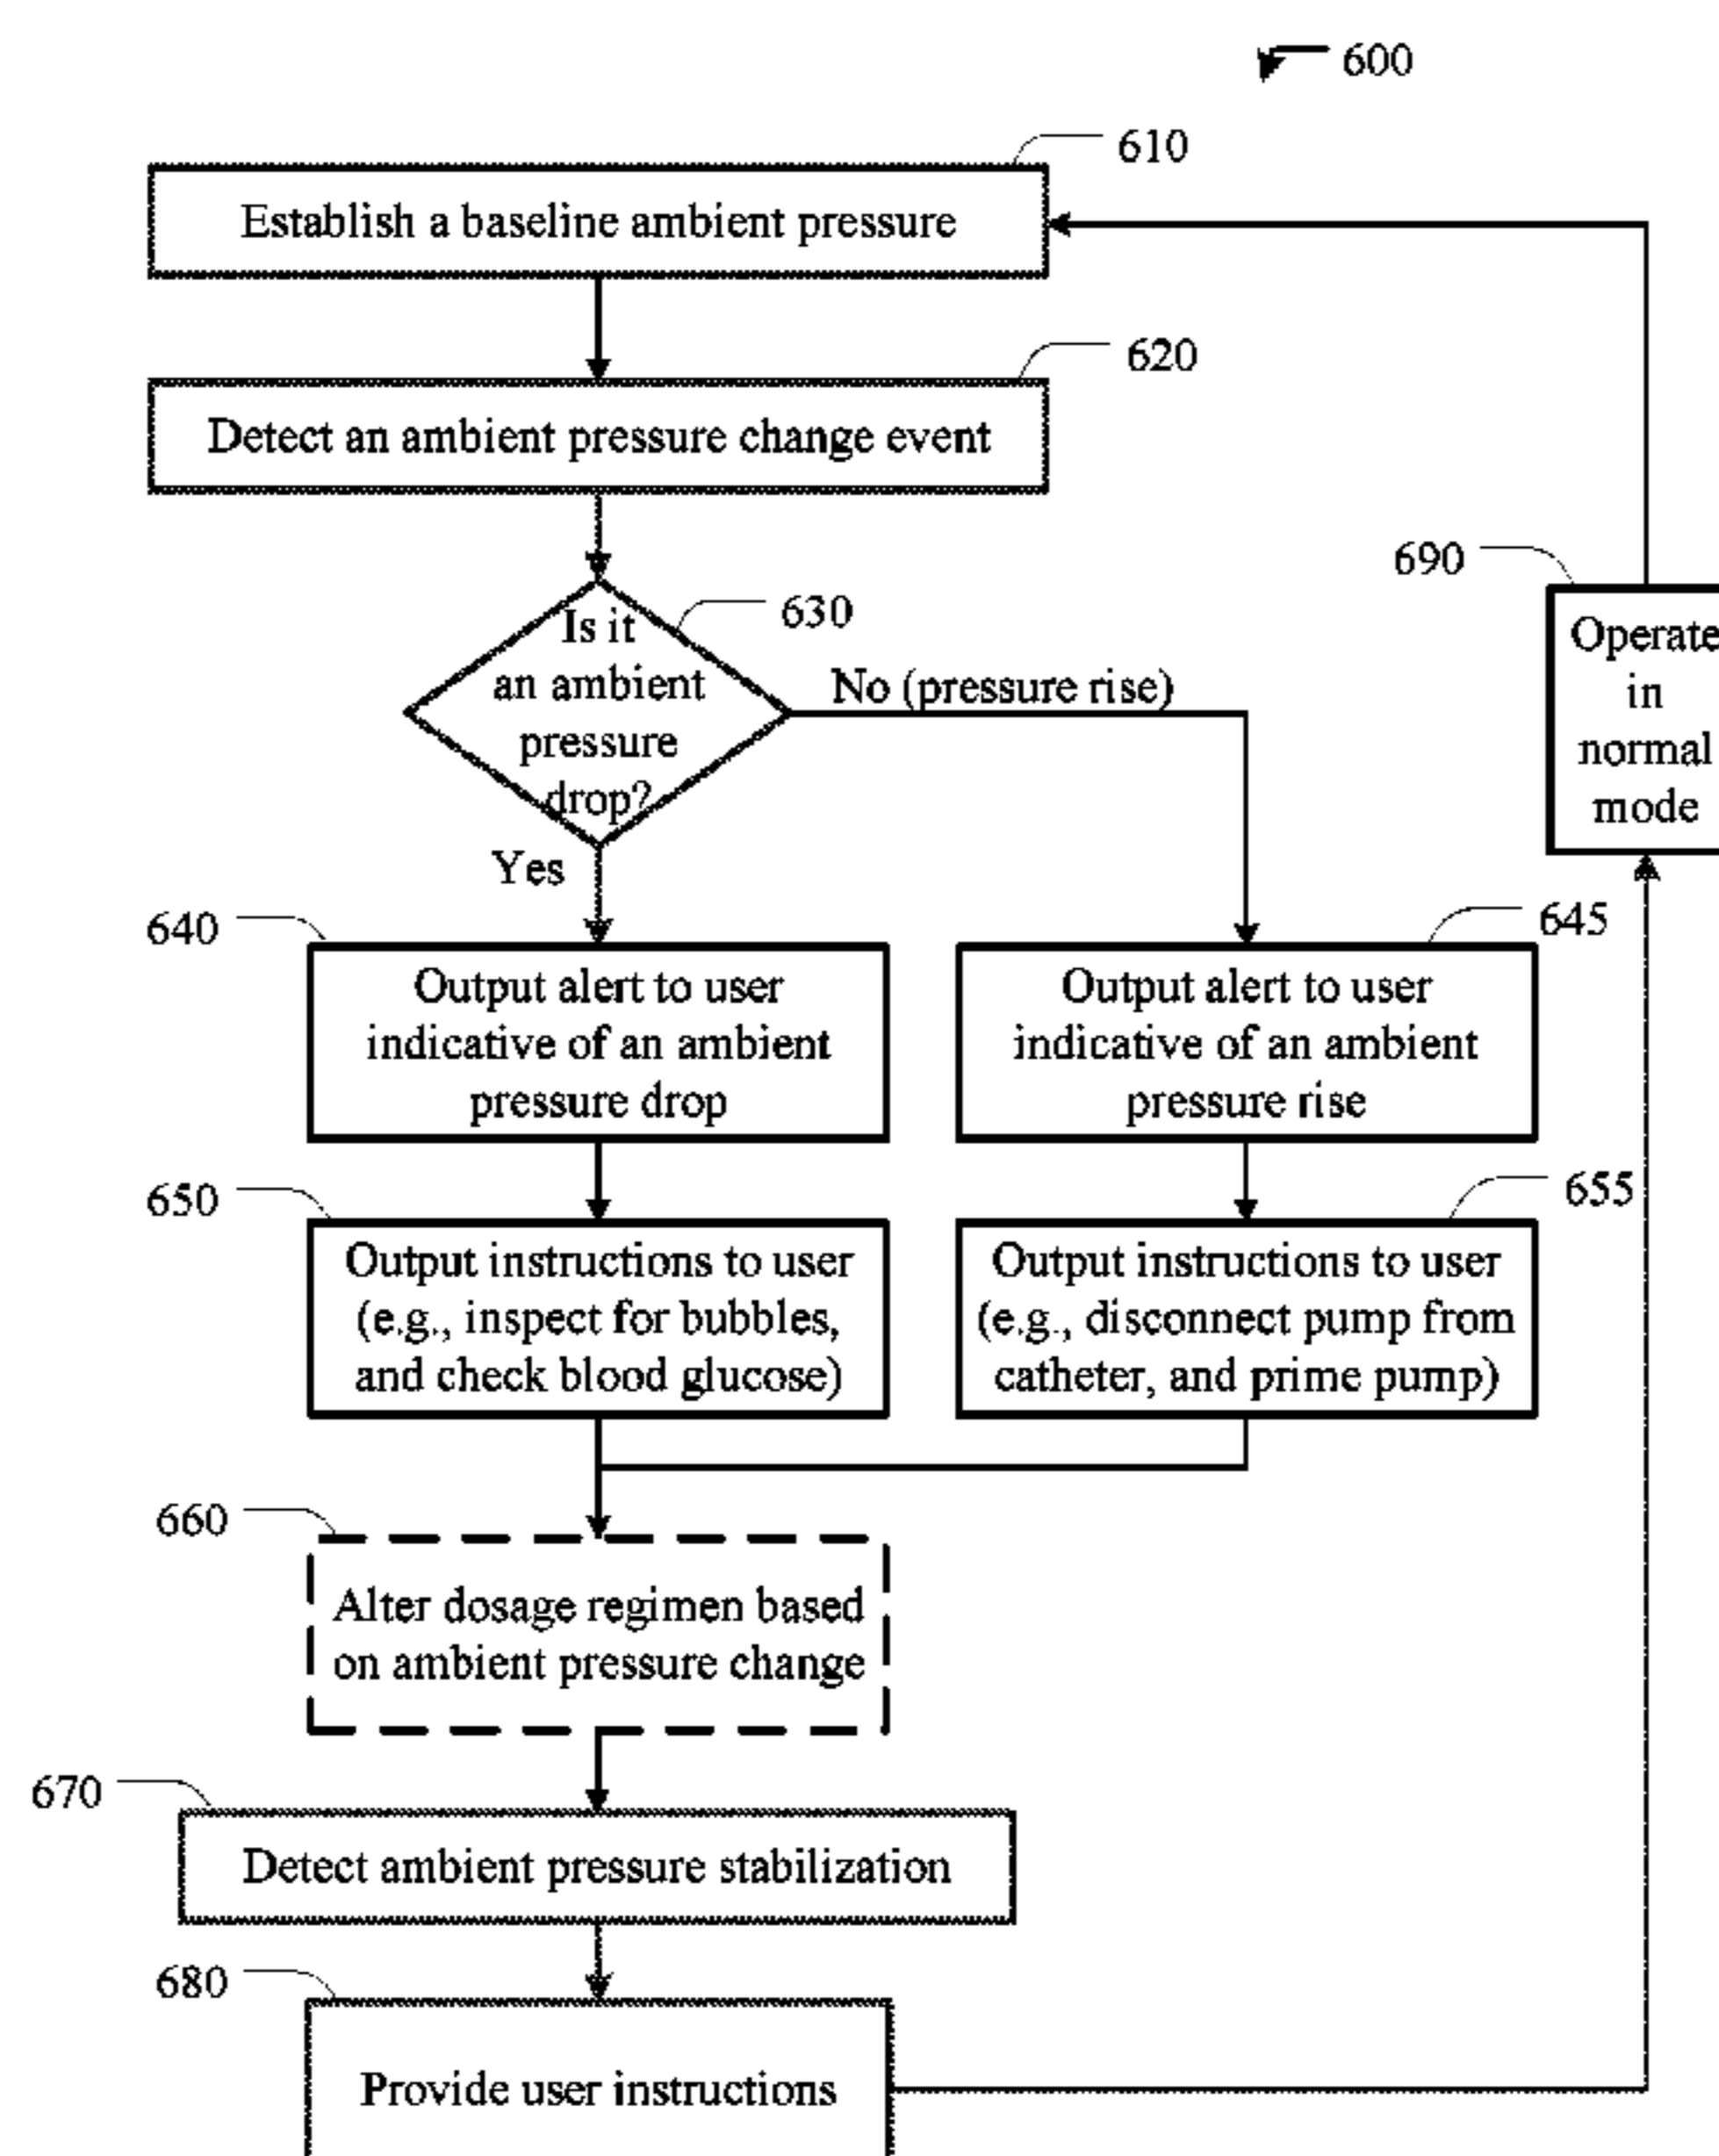 600
610
Establish a baseline ambient pressure
620
Detect an ambient pressure change event
630
Is it
an ambient
pressure
drop?
No (pressure rise)
Yes
690
Operate
in
normal
mode
640
Output alert to user
indicative of an ambient
pressure drop
645
Output alert to user
indicative of an ambient
pressure rise
650
Output instructions to user
(e.g., inspect for bubbles,
and check blood glucose)
655
Output instructions to user
(e.g., disconnect pump from
catheter, and prime pump)
660
Alter dosage regimen based
on ambient pressure change
670
Detect ambient pressure stabilization
680
Provide user instructions